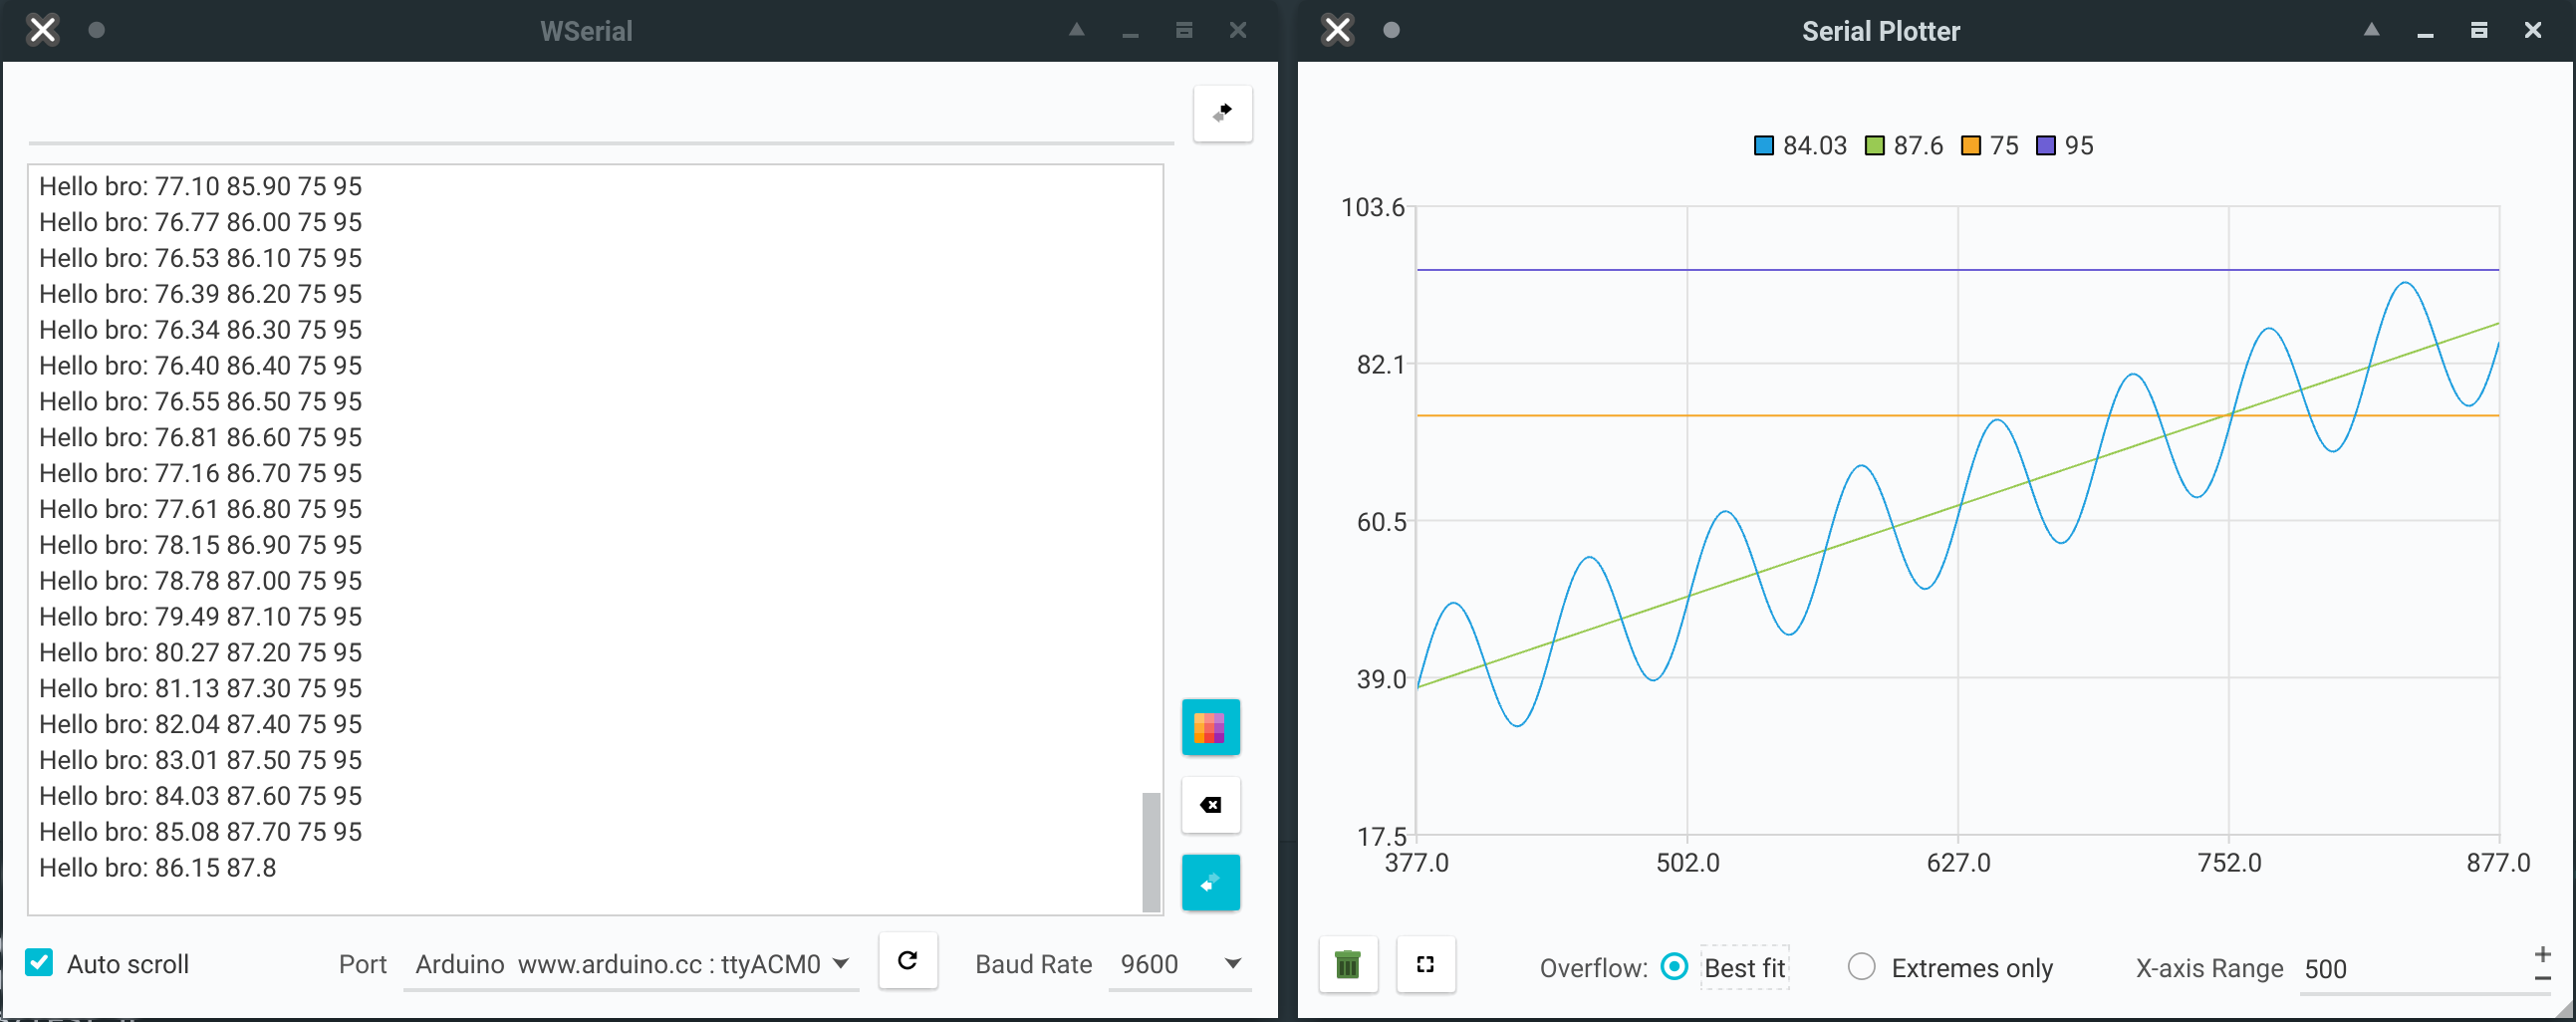 WSerial
Hello bro: 77.10 85.90 75 95
Hello bro: 76.77 86.00 75 95
Hello bro: 76.53 86.10 75 95
Hello bro: 76.39 86.20 75 95
Hello bro: 76.34 86.30 75 95
Hello bro: 76.40 86.40 75 95
Hello bro: 76.55 86.50 75 95
Hello bro: 76.81 86.60 75 95
Hello bro: 77.16 86.70 75 95
Hello bro: 77.61 86.80 75 95
Hello bro: 78.15 86.90 75 95
Hello bro: 78.78 87.00 75 95
Hello bro: 79.49 87.10 75 95
Hello bro: 80.27 87.20 75 95
Hello bro: 81.13 87.30 75 95
Hello bro: 82.04 87.40 75 95
Hello bro: 83.01 87.50 75 95
Hello bro: 84.03 87.60 75 95
Hello bro: 85.08 87.70 75 95
Hello bro: 86.15 87.8
Auto scroll Port Arduino www.arduino.cc : ttyACM0 Baud Rate 9600
Serial Plotter
84.03 87.6 75 95
103.6
82.1
60.5
39.0
17.5
377.0 502.0 627.0 752.0 877.0
Overflow: Best fit Extremes only X-axis Range 500 + −